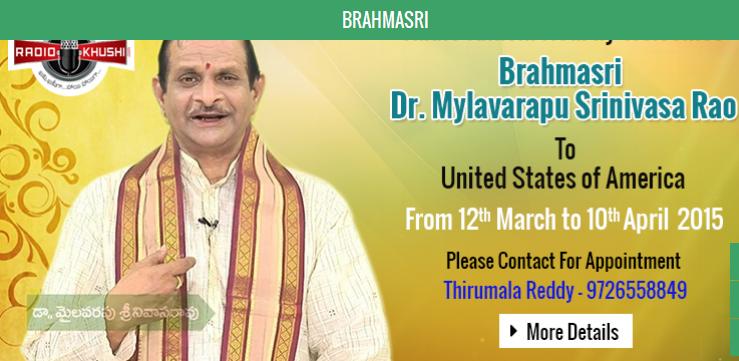 BRAHMASRI
RADIO KHUSHI
Brahmasri
Dr. Mylavarapu Srinivasa Rao
To
United States of America
From 12th March to 10th April 2015
Please Contact For Appointment
Thirumala Reddy - 9726558849
డా॥ మైలవరపు శ్రీనివాసరావు
More Details